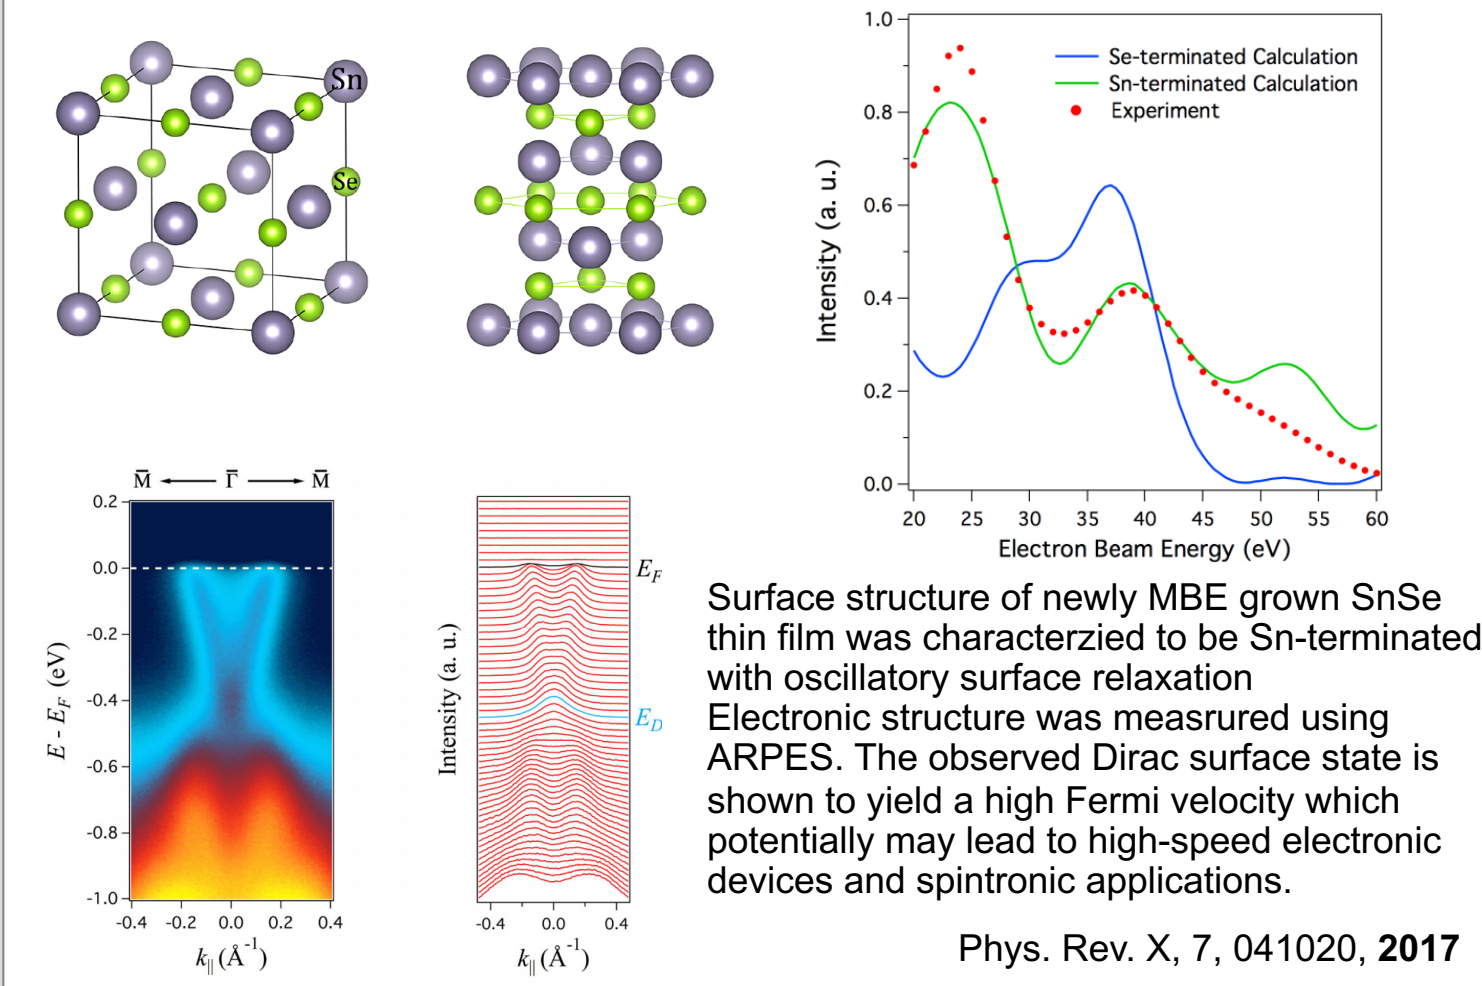 Sn
Se
1.0
0.8
0.6
0.4
0.2
0.0
Intensity (a. u.)
Se-terminated Calculation
Sn-terminated Calculation
Experiment
20 25 30 35 40 45 50 55 60
Electron Beam Energy (eV)
M̅ ← Γ̅ → M̅
0.2
0.0
-0.2
-0.4
-0.6
-0.8
-1.0
E - E_F (eV)
-0.4 -0.2 0.0 0.2 0.4
k_|| (Å⁻¹)
Intensity (a. u.)
E_F
E_D
-0.4 0.0 0.4
k_|| (Å⁻¹)
Surface structure of newly MBE grown SnSe
thin film was characterzied to be Sn-terminated
with oscillatory surface relaxation
Electronic structure was measrured using
ARPES. The observed Dirac surface state is
shown to yield a high Fermi velocity which
potentially may lead to high-speed electronic
devices and spintronic applications.
Phys. Rev. X, 7, 041020, 2017